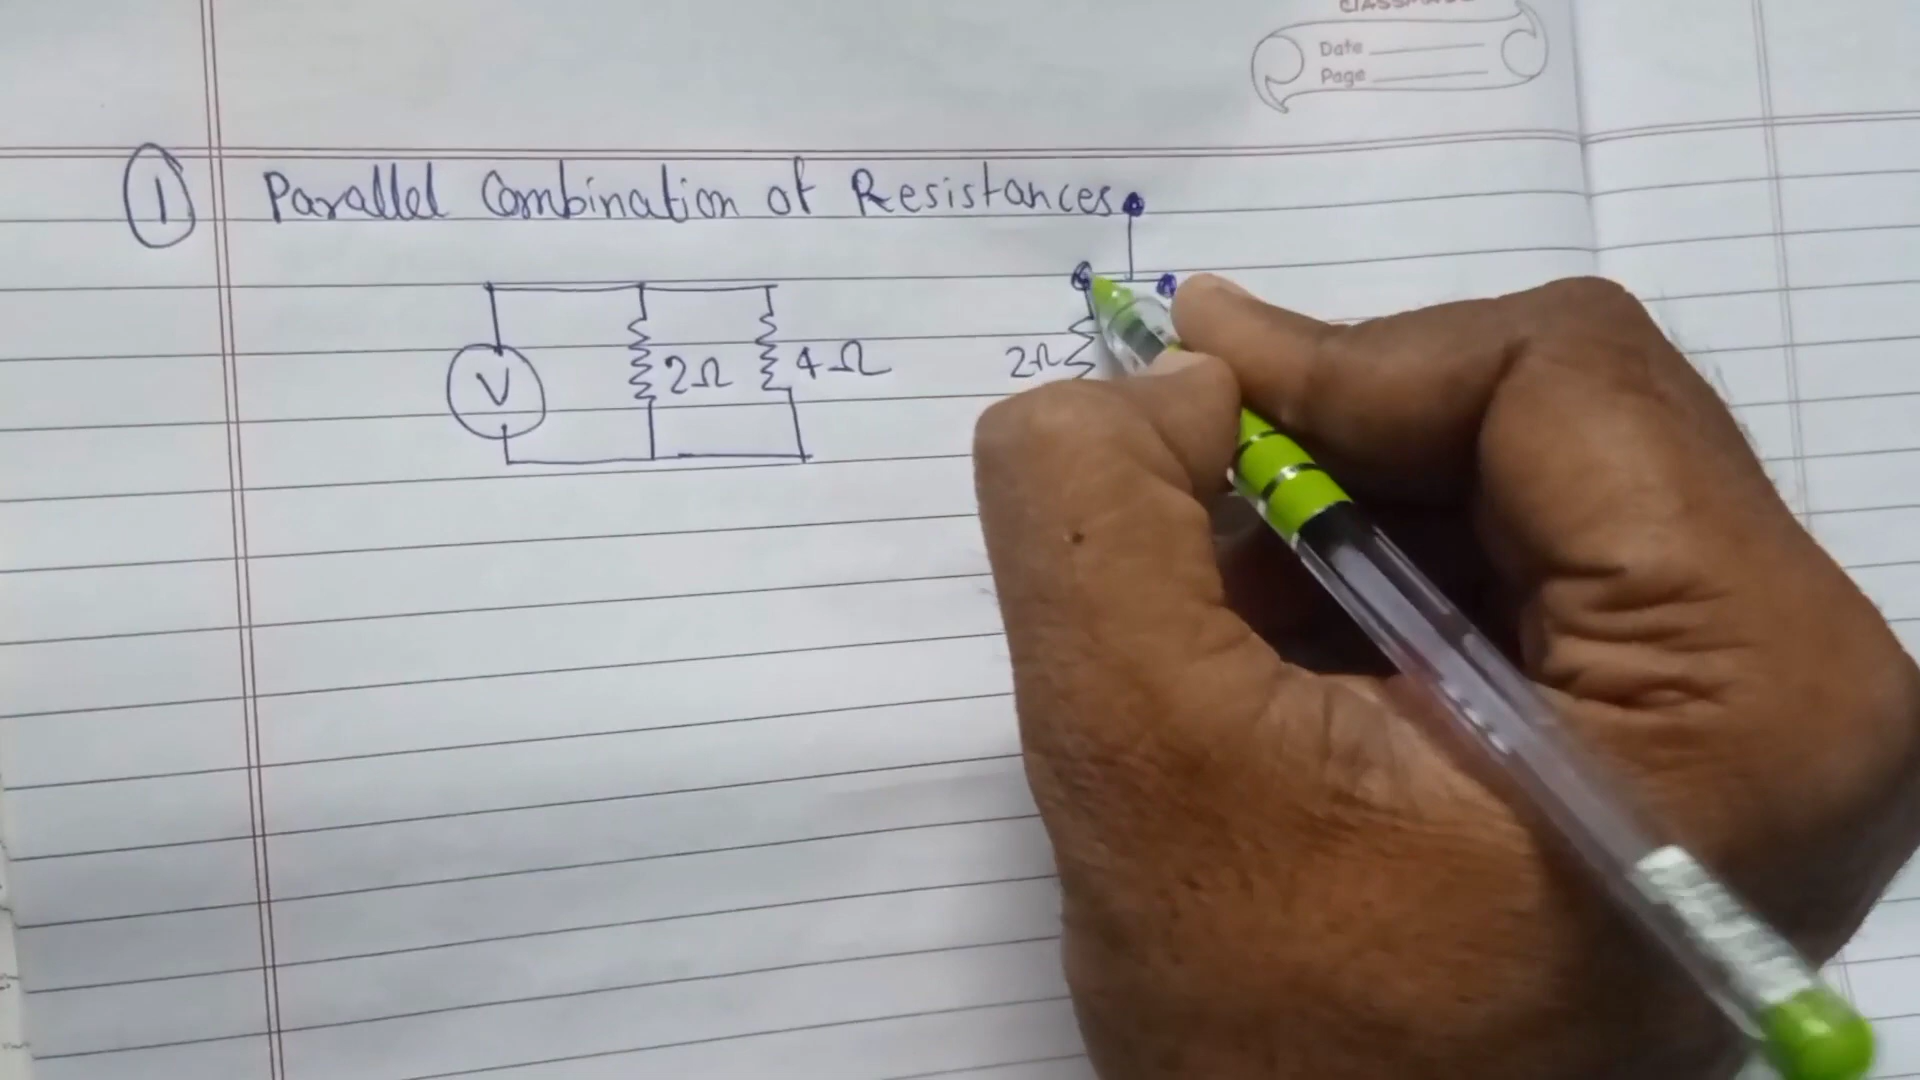 Date
Page
① Parallel Combination of Resistances
V 2Ω 4Ω 2Ω